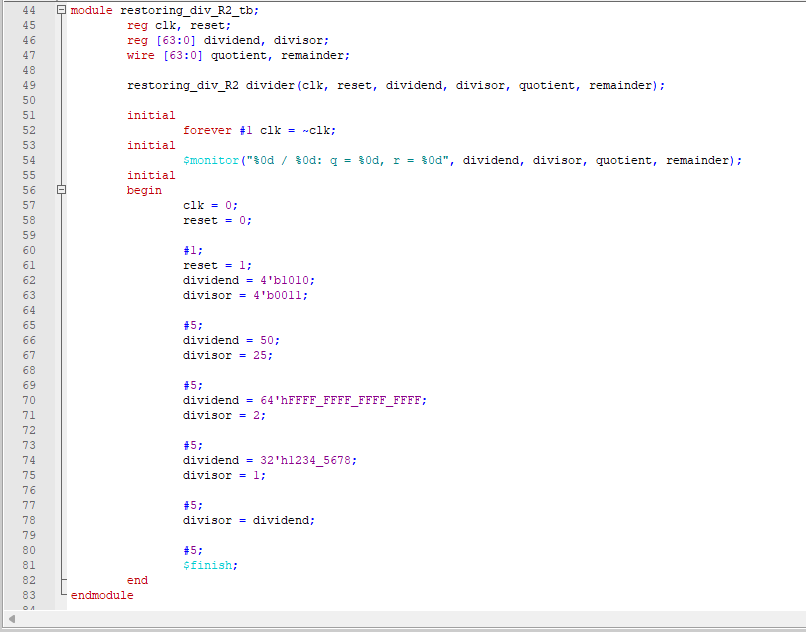 44 module restoring_div_R2_tb;
45 reg clk, reset;
46 reg [63:0] dividend, divisor;
47 wire [63:0] quotient, remainder;
48
49 restoring_div_R2 divider(clk, reset, dividend, divisor, quotient, remainder);
50
51 initial
52 forever #1 clk = ~clk;
53 initial
54 $monitor("%0d / %0d: q = %0d, r = %0d", dividend, divisor, quotient, remainder);
55 initial
56 begin
57 clk = 0;
58 reset = 0;
59
60 #1;
61 reset = 1;
62 dividend = 4'b1010;
63 divisor = 4'b0011;
64
65 #5;
66 dividend = 50;
67 divisor = 25;
68
69 #5;
70 dividend = 64'hFFFF_FFFF_FFFF_FFFF;
71 divisor = 2;
72
73 #5;
74 dividend = 32'h1234_5678;
75 divisor = 1;
76
77 #5;
78 divisor = dividend;
79
80 #5;
81 $finish;
82 end
83 endmodule